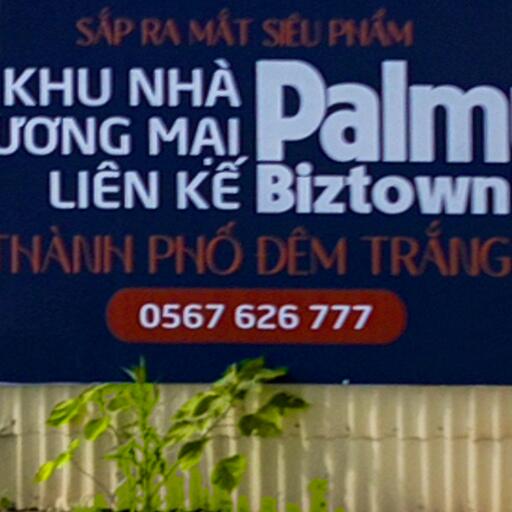 SẮP RA MẮT SIÊU PHẨM
KHU NHÀ
ƯƠNG MẠI
LIÊN KẾ
Palm
Biztown
THÀNH PHỐ ĐÊM TRẮNG
0567 626 777